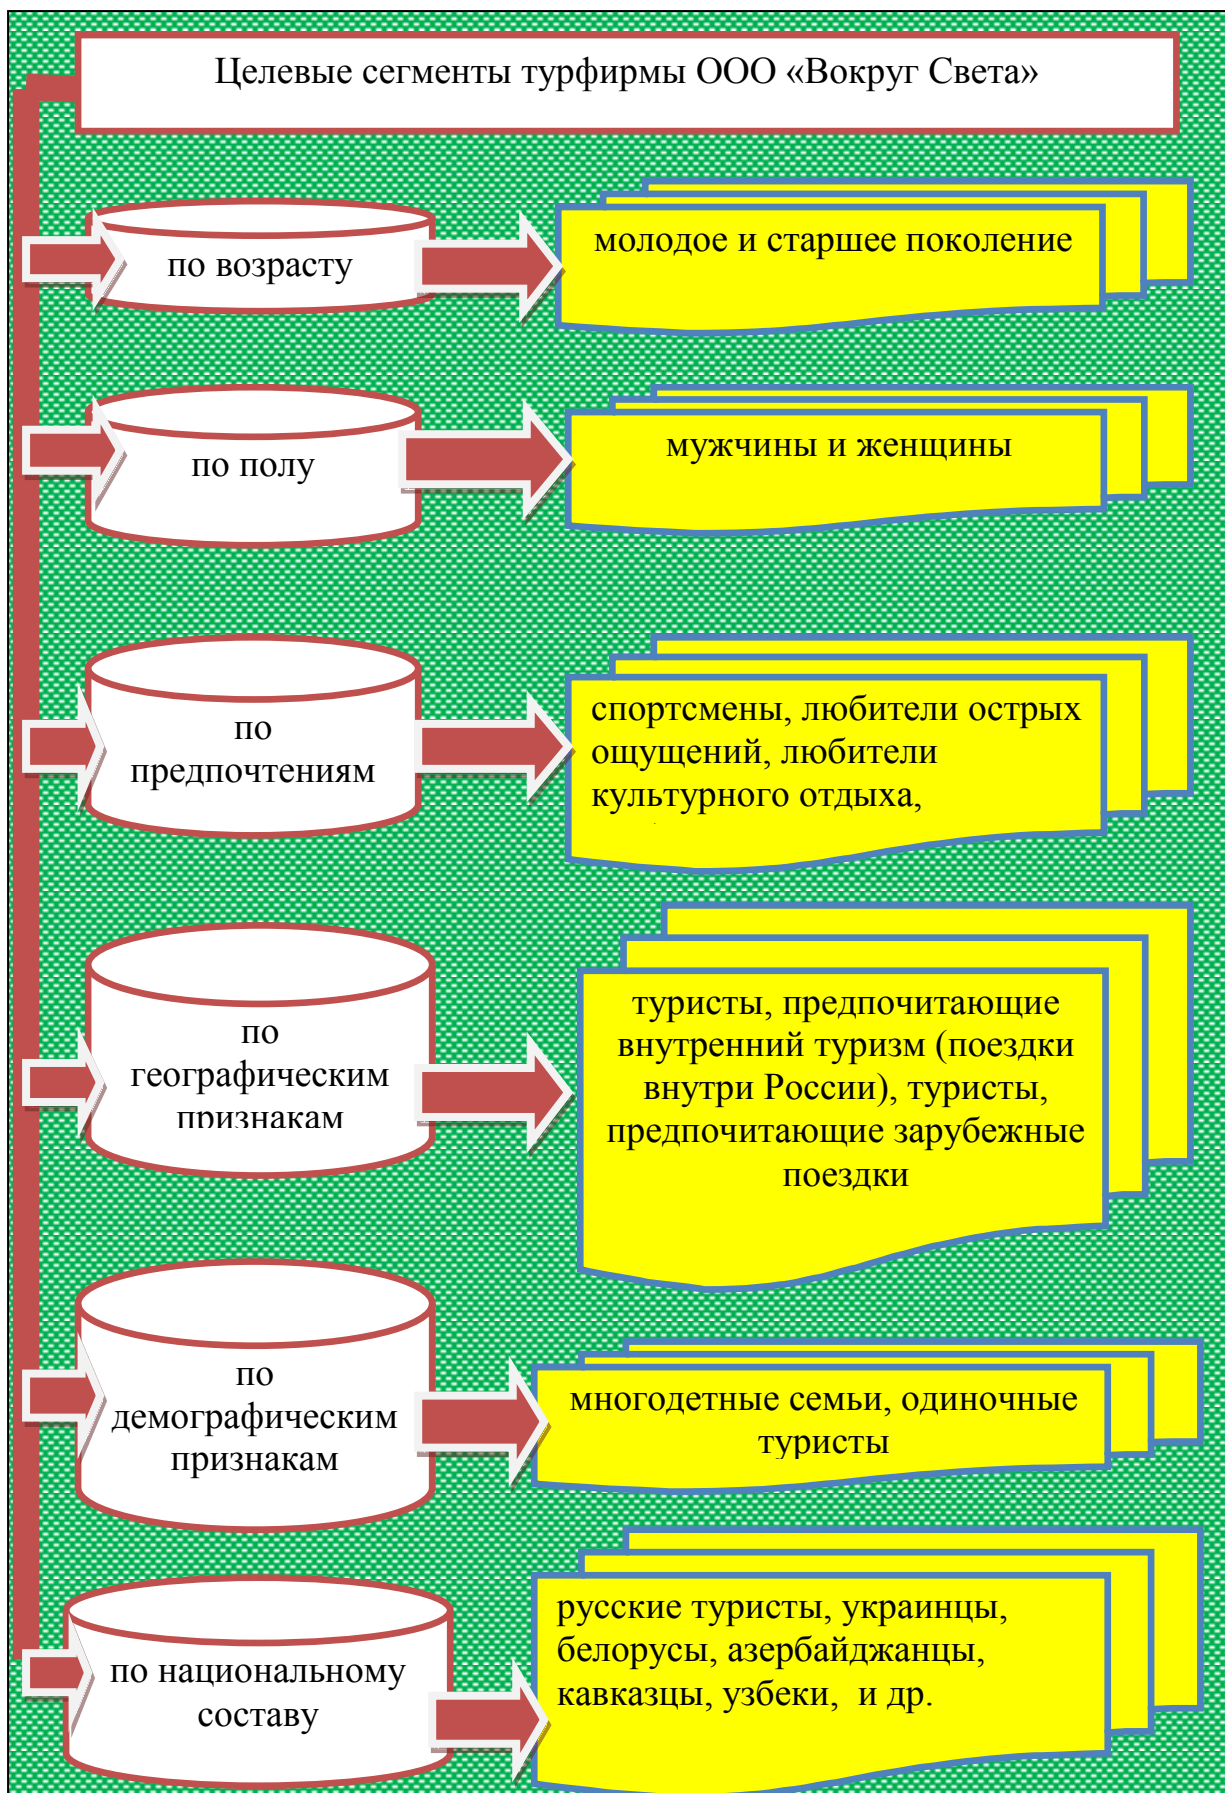 Целевые сегменты турфирмы ООО «Вокруг Света»
по возрасту
молодое и старшее поколение
по полу
мужчины и женщины
по
предпочтениям
спортсмены, любители острых
ощущений, любители
культурного отдыха,
по
географическим
признакам
туристы, предпочитающие
внутренний туризм (поездки
внутри России), туристы,
предпочитающие зарубежные
поездки
по
демографическим
признакам
многодетные семьи, одиночные
туристы
по национальному
составу
русские туристы, украинцы,
белорусы, азербайджанцы,
кавказцы, узбеки,  и др.